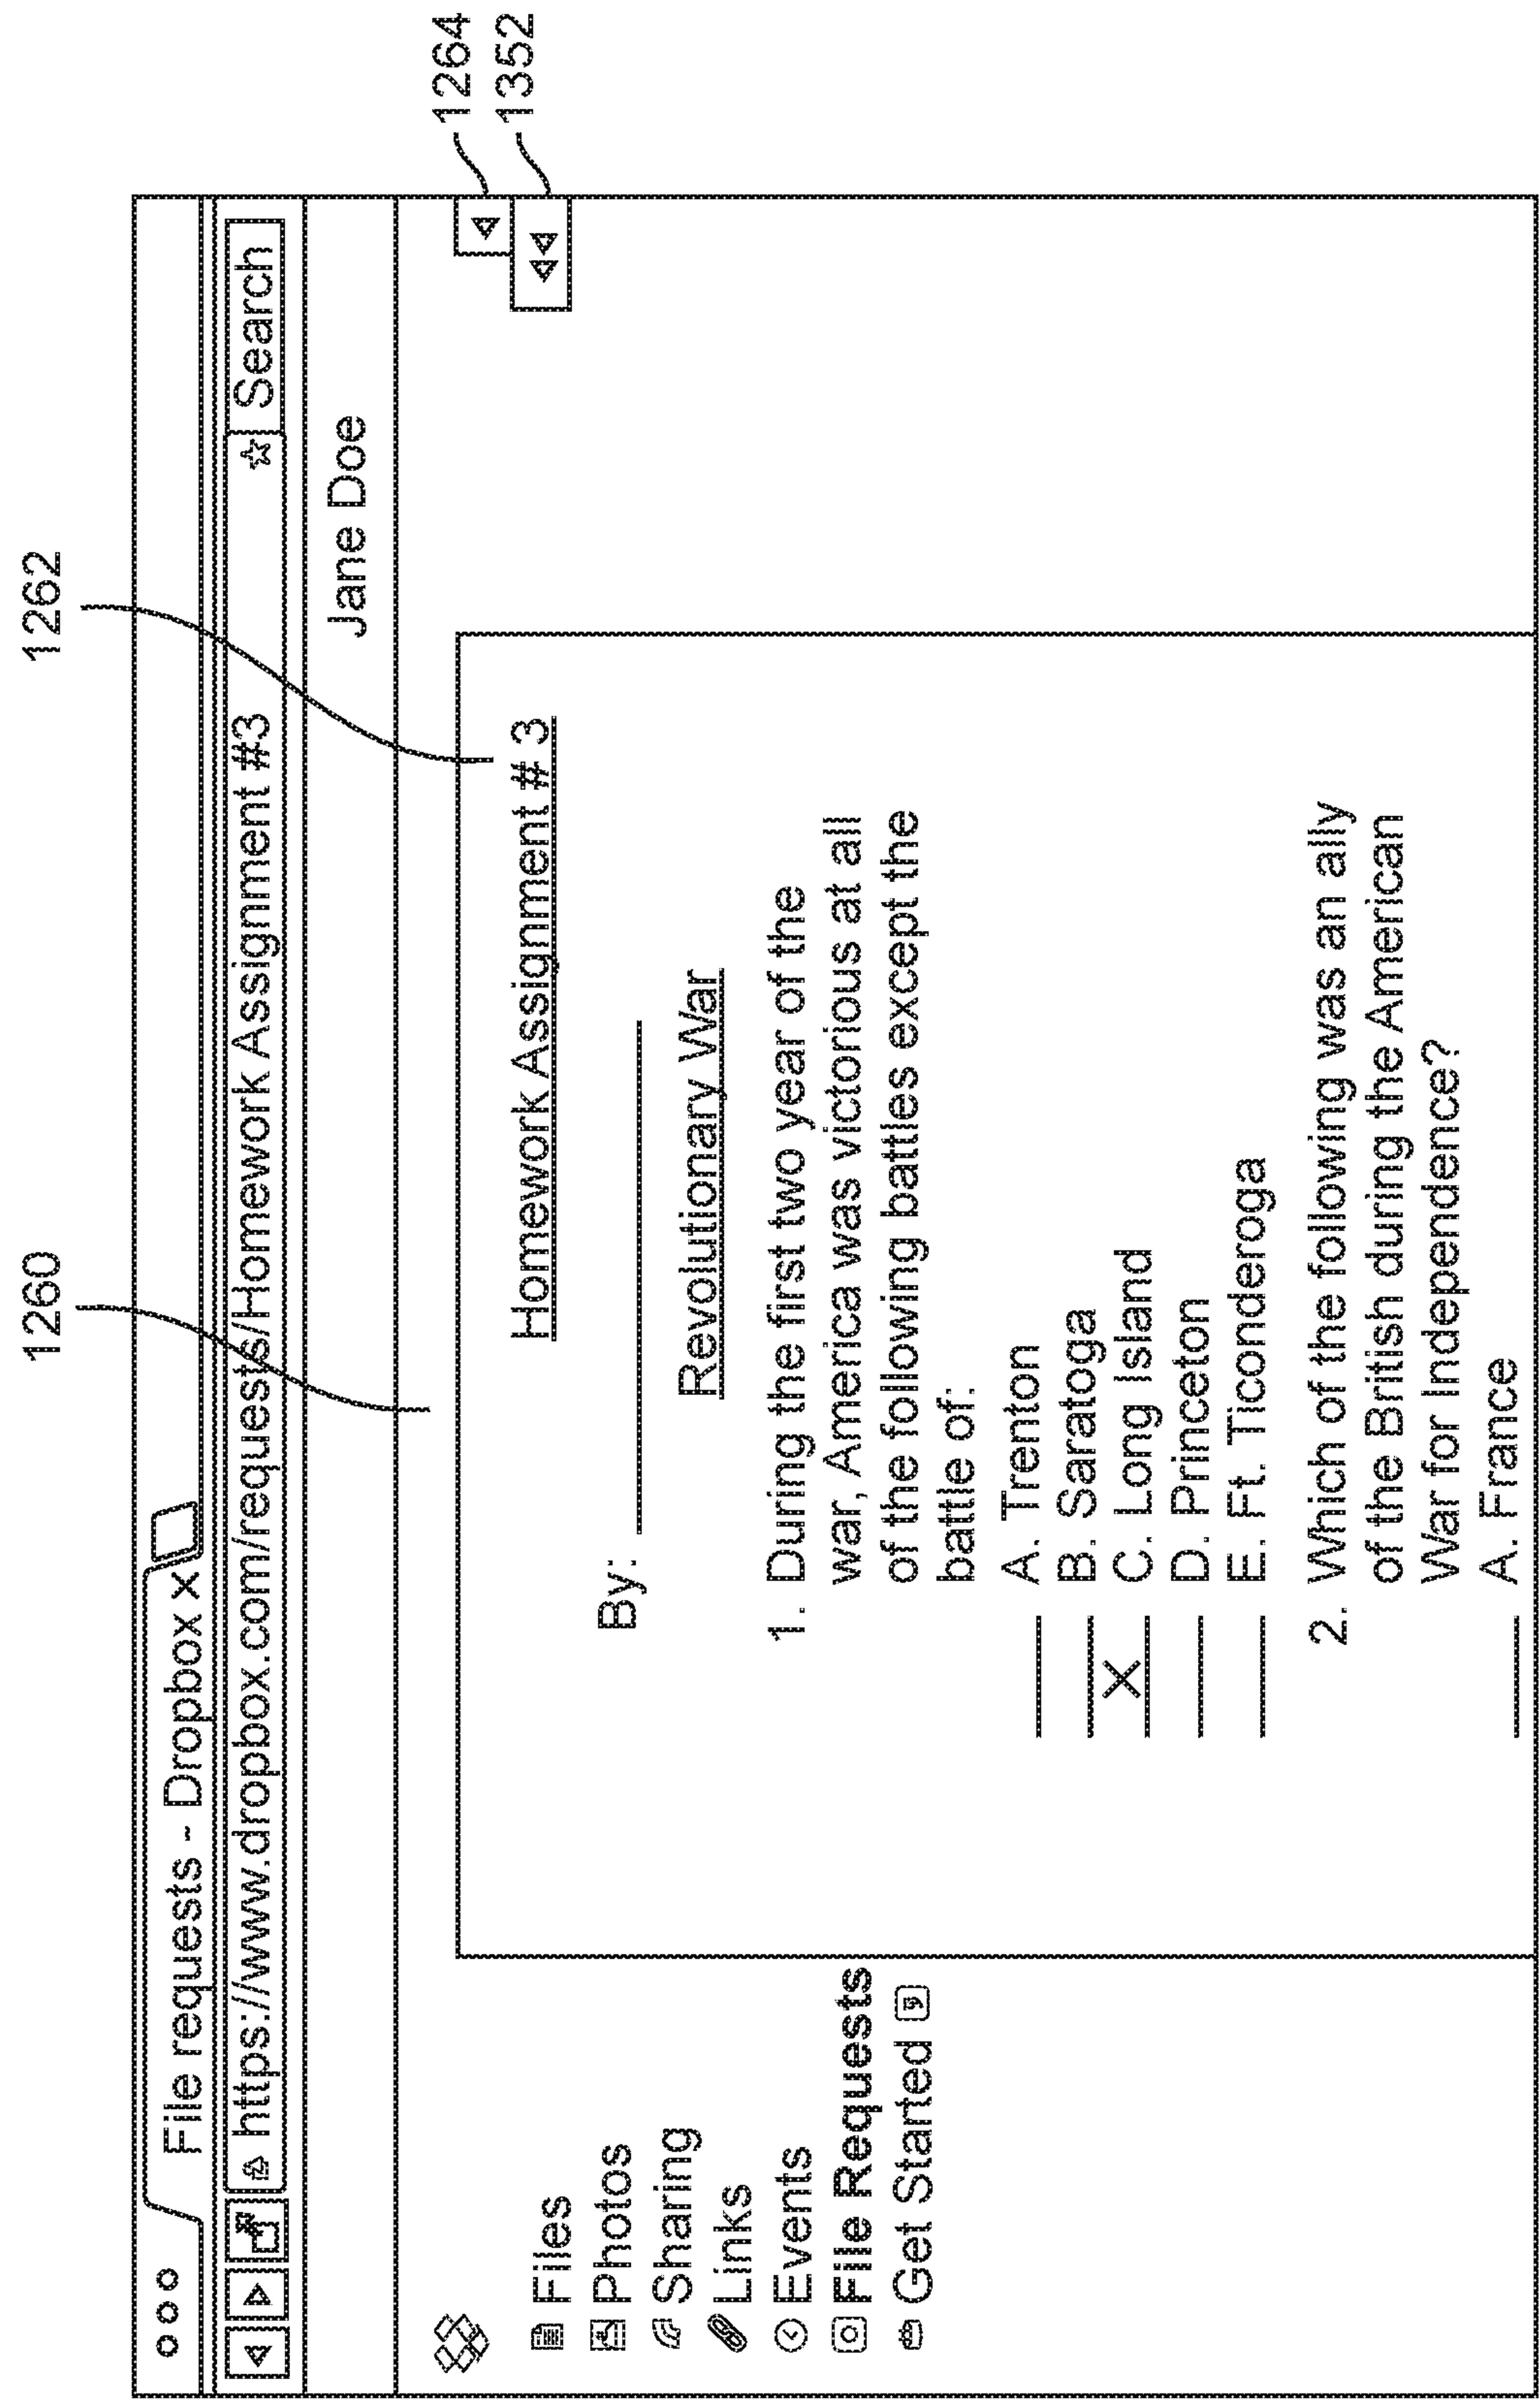 1260
1262
File requests - Dropbox x
https://www.dropbox.com/requests/Homework Assignment #3
Search
Jane Doe
1264
1352
Files
Photos
Sharing
Links
Events
File Requests
Get Started
Homework Assignment # 3
By:
Revolutionary War
1. During the first two year of the
war, America was victorious at all
of the following battles except the
battle of:
A. Trenton
B. Saratoga
X C. Long Island
D. Princeton
E. Ft. Ticonderoga
2. Which of the following was an ally
of the British during the American
War for Independence?
A. France